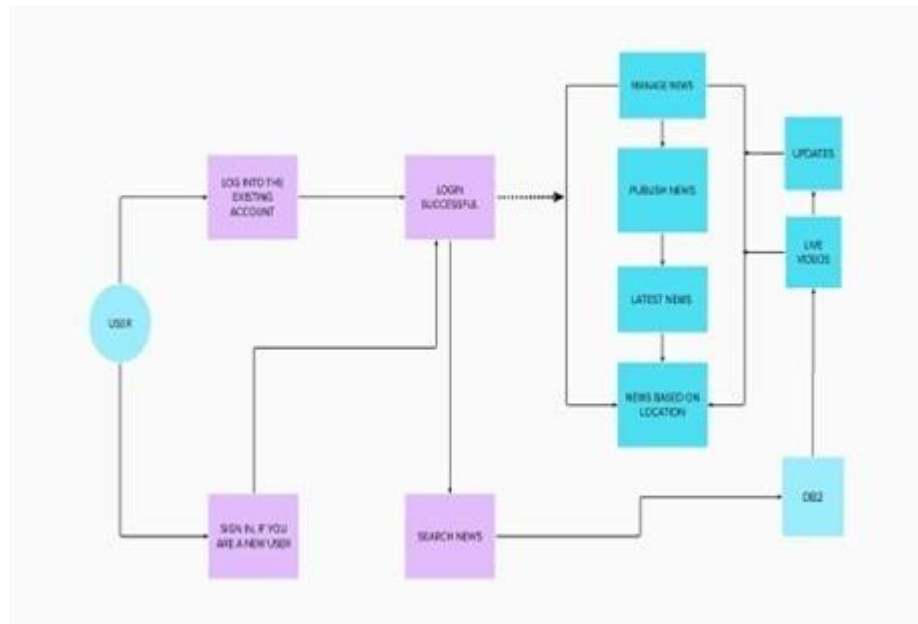 MANAGE NEWS
UPDATES
LOG INTO THE
EXISTING
ACCOUNT
LOGIN
SUCCESSFUL
PUBLISH NEWS
LIVE
VIDEOS
LATEST NEWS
USER
NEWS BASED ON
LOCATION
DB2
SIGN IN, IF YOU
ARE A NEW USER
SEARCH NEWS